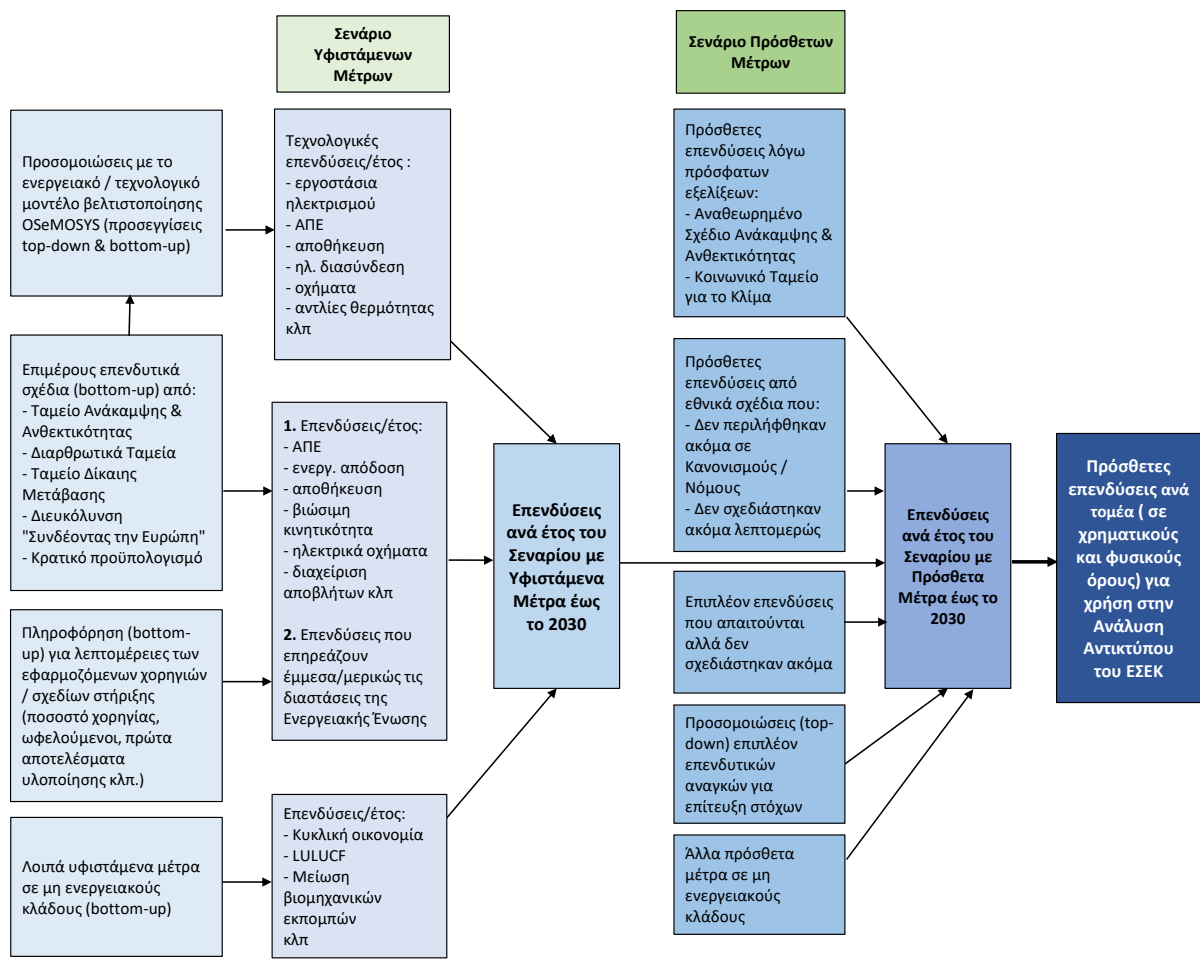 Σενάριο
Υφιστάμενων
Μέτρων
Σενάριο Πρόσθετων
Μέτρων
Προσομοιώσεις με το
ενεργειακό / τεχνολογικό
μοντέλο βελτιστοποίησης
OSeMOSYS (προσεγγίσεις
top-down & bottom-up)
Επιμέρους επενδυτικά
σχέδια (bottom-up) από:
- Ταμείο Ανάκαμψης &
Ανθεκτικότητας
- Διαρθρωτικά Ταμεία
- Ταμείο Δίκαιης
Μετάβασης
- Διευκόλυνση
"Συνδέοντας την Ευρώπη"
- Κρατικό προϋπολογισμό
Πληροφόρηση (bottom-
up) για λεπτομέρειες των
εφαρμοζόμενων χορηγιών
/ σχεδίων στήριξης
(ποσοστό χορηγίας,
ωφελούμενοι, πρώτα
αποτελέσματα
υλοποίησης κλπ.)
Λοιπά υφιστάμενα μέτρα
σε μη ενεργειακούς
κλάδους (bottom-up)
Τεχνολογικές
επενδύσεις/έτος :
- εργοστάσια
ηλεκτρισμού
- ΑΠΕ
- αποθήκευση
- ηλ. διασύνδεση
- οχήματα
- αντλίες θερμότητας
κλπ
1. Επενδύσεις/έτος:
- ΑΠΕ
- ενεργ. απόδοση
- αποθήκευση
- βιώσιμη
κινητικότητα
- ηλεκτρικά οχήματα
- διαχείριση
αποβλήτων κλπ
2. Επενδύσεις που
επηρεάζουν
έμμεσα/μερικώς τις
διαστάσεις της
Ενεργειακής Ένωσης
Επενδύσεις/έτος:
- Κυκλική οικονομία
- LULUCF
- Μείωση
βιομηχανικών
εκπομπών
κλπ
Επενδύσεις
ανά έτος του
Σεναρίου με
Υφιστάμενα
Μέτρα έως
το 2030
Πρόσθετες
επενδύσεις λόγω
πρόσφατων
εξελίξεων:
- Αναθεωρημένο
Σχέδιο Ανάκαμψης &
Ανθεκτικότητας
- Κοινωνικό Ταμείο
για το Κλίμα
Πρόσθετες
επενδύσεις από
εθνικά σχέδια που:
- Δεν περιλήφθηκαν
ακόμα σε
Κανονισμούς /
Νόμους
- Δεν σχεδιάστηκαν
ακόμα λεπτομερώς
Επιπλέον επενδύσεις
που απαιτούνται
αλλά δεν
σχεδιάστηκαν ακόμα
Προσομοιώσεις (top-
down) επιπλέον
επενδυτικών
αναγκών για
επίτευξη στόχων
Άλλα πρόσθετα
μέτρα σε μη
ενεργειακούς
κλάδους
Επενδύσεις
ανά έτος του
Σεναρίου με
Πρόσθετα
Μέτρα έως το
2030
Πρόσθετες
επενδύσεις ανά
τομέα ( σε
χρηματικούς
και φυσικούς
όρους) για
χρήση στην
Ανάλυση
Αντικτύπου
του ΕΣΕΚ